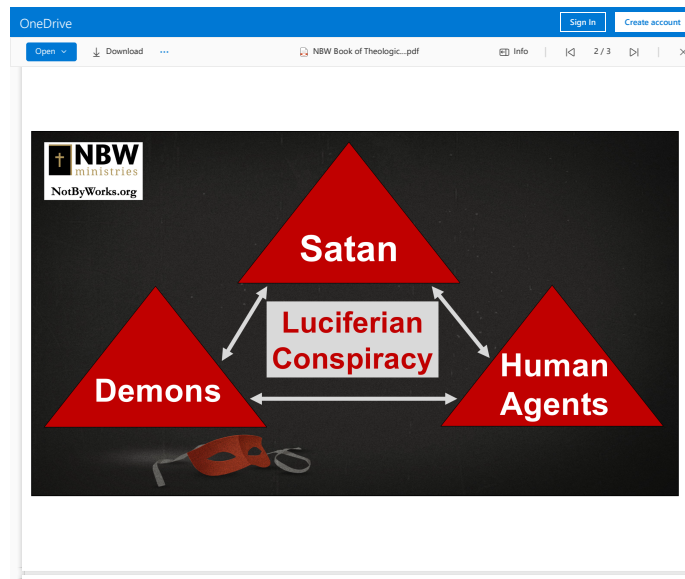 OneDrive
Sign In
Create account
Open
Download
...
NBW Book of Theologic...pdf
Info
2 / 3
NBW
ministries
NotByWorks.org
Satan
Luciferian
Conspiracy
Demons
Human
Agents